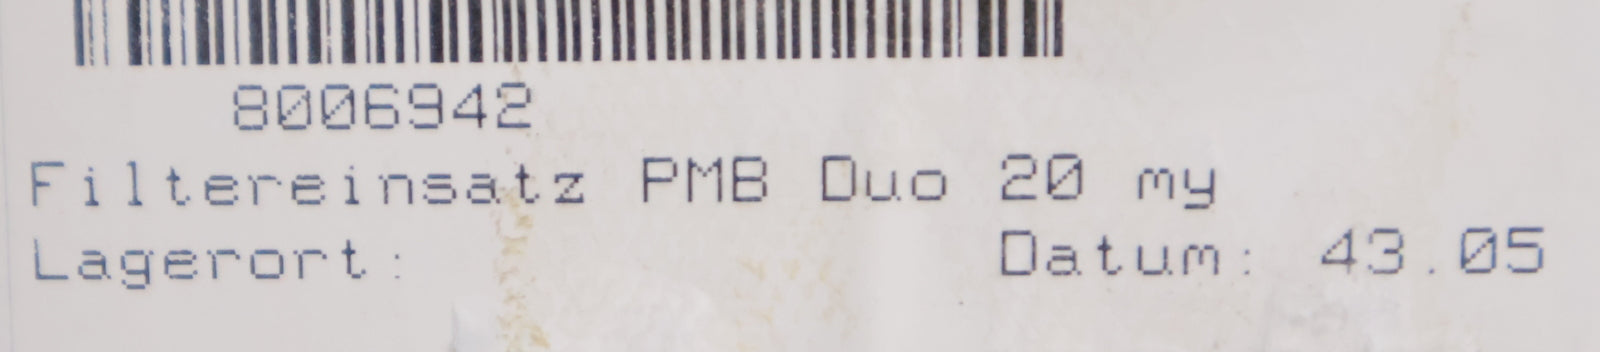 8006942
Filtereinsatz PMB Duo 20 my
Lagerort: Datum: 43.05